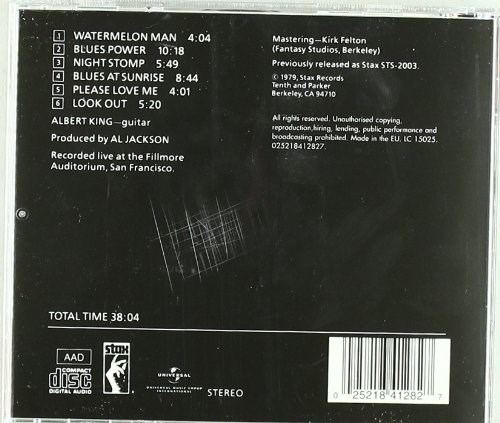 1 WATERMELON MAN 4:04
2 BLUES POWER 10:18
3 NIGHT STOMP 5:49
4 BLUES AT SUNRISE 8:44
5 PLEASE LOVE ME 4:01
6 LOOK OUT 5:20
ALBERT KING—guitar
Produced by AL JACKSON
Recorded live at the Fillmore
Auditorium, San Francisco.
Mastering—Kirk Felton
(Fantasy Studios, Berkeley)
Previously released as Stax STS-2003.
© 1979, Stax Records
Tenth and Parker
Berkeley, CA 94710
All rights reserved. Unauthorised copying,
reproduction,hiring, lending, public performance and
broadcasting prohibited. Made in the EU. LC 15025.
025218412827.
TOTAL TIME 38:04
AAD
COMPACT
disc
DIGITAL AUDIO
stax
UNIVERSAL
UNIVERSAL MUSIC GROUP
INTERNATIONAL
STEREO
0 25218 41282 7